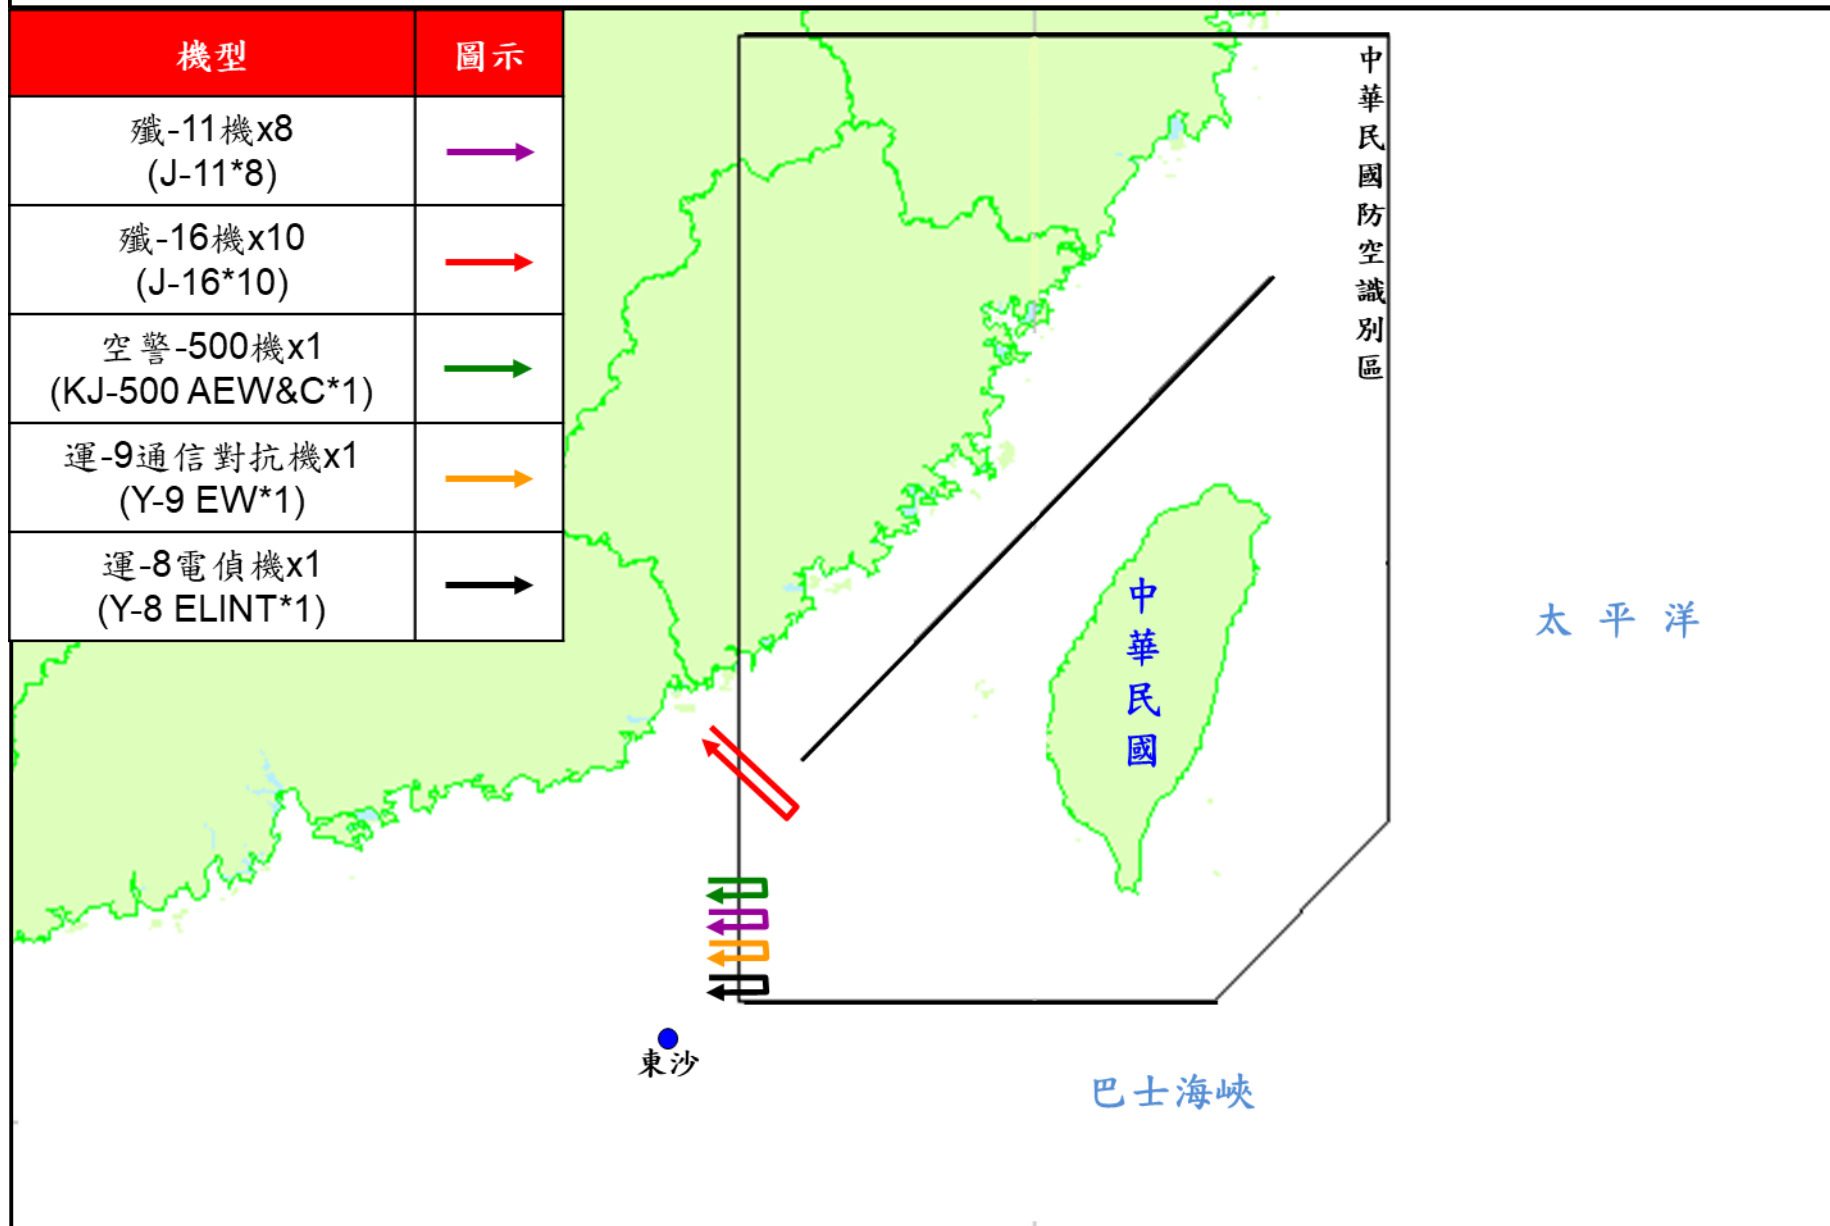 機型 圖示
殲-11機x8
(J-11*8)
殲-16機x10
(J-16*10)
空警-500機x1
(KJ-500 AEW&C*1)
運-9通信對抗機x1
(Y-9 EW*1)
運-8電偵機x1
(Y-8 ELINT*1)
中華民國防空識別區
中華民國
太平洋
東沙
巴士海峽